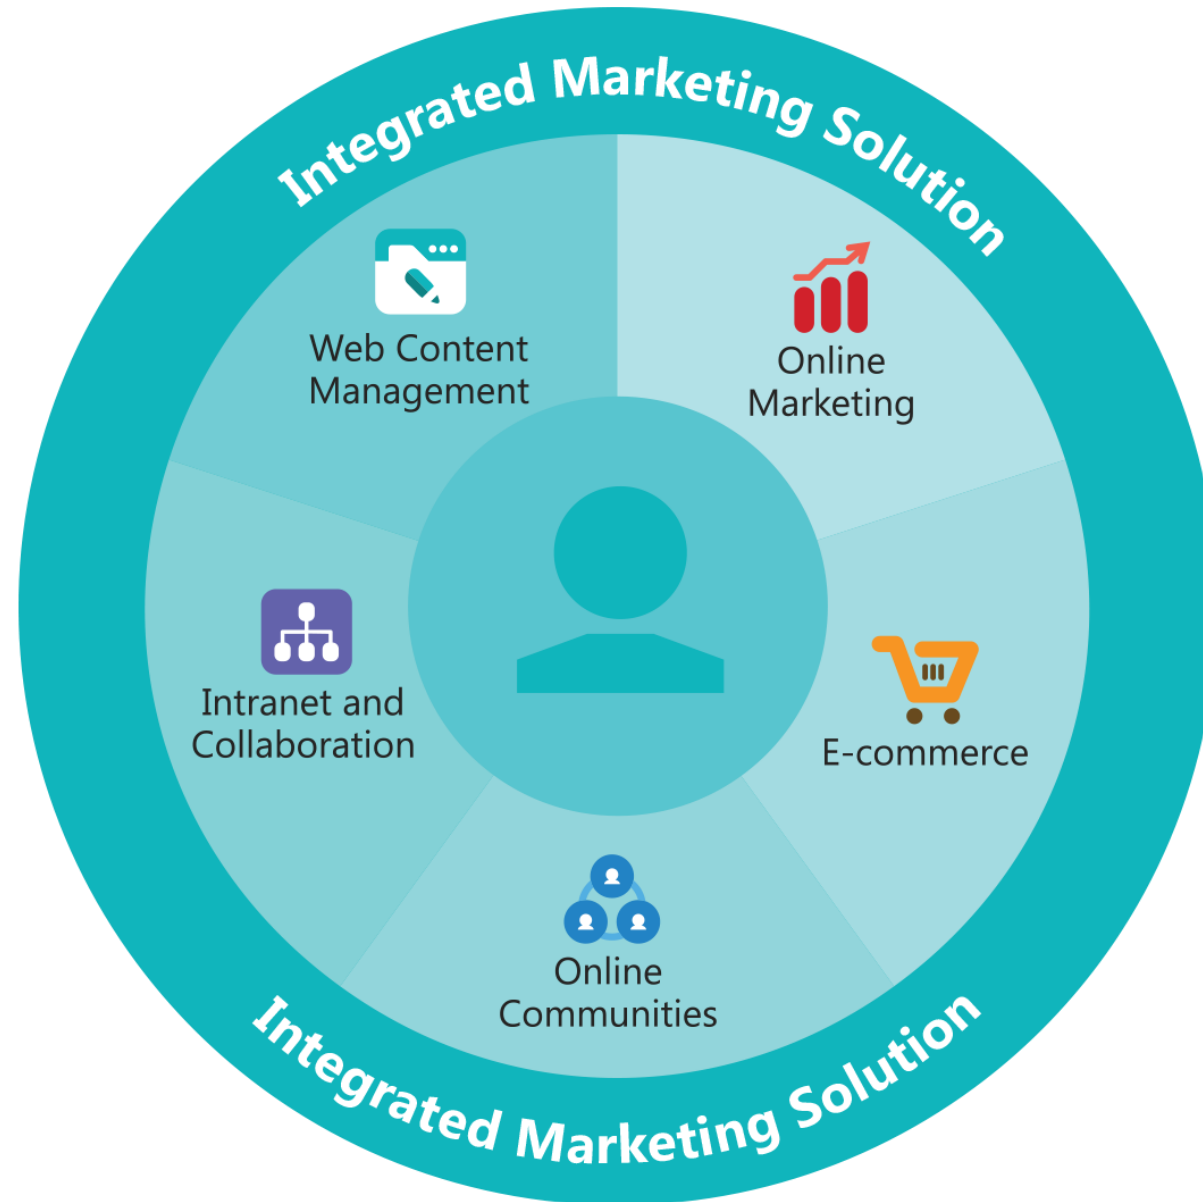 Integrated Marketing Solution
Web Content
Management
Online
Marketing
Intranet and
Collaboration
E-commerce
Online
Communities
Integrated Marketing Solution